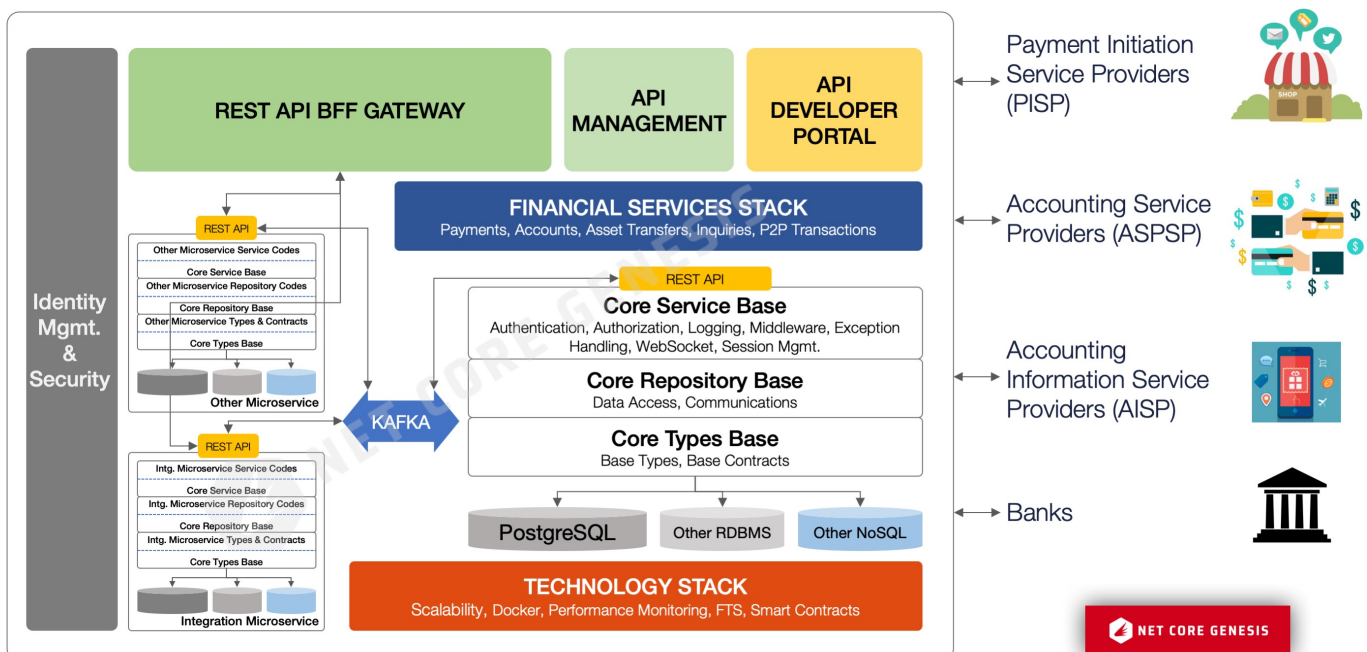 Identity
Mgmt.
&
Security
REST API BFF GATEWAY
API
MANAGEMENT
API
DEVELOPER
PORTAL
FINANCIAL SERVICES STACK
Payments, Accounts, Asset Transfers, Inquiries, P2P Transactions
REST API
Other Microservice Service Codes
Core Service Base
Other Microservice Repository Codes
Core Repository Base
Other Microservice Types & Contracts
Core Types Base
Other Microservice
KAFKA
REST API
Intg. Microservice Service Codes
Core Service Base
Intg. Microservice Repository Codes
Core Repository Base
Intg. Microservice Types & Contracts
Core Types Base
Integration Microservice
REST API
Core Service Base
Authentication, Authorization, Logging, Middleware, Exception
Handling, WebSocket, Session Mgmt.
Core Repository Base
Data Access, Communications
Core Types Base
Base Types, Base Contracts
PostgreSQL
Other RDBMS
Other NoSQL
TECHNOLOGY STACK
Scalability, Docker, Performance Monitoring, FTS, Smart Contracts
NET CORE GENESIS
Payment Initiation
Service Providers
(PISP)
SHOP
Accounting Service
Providers (ASPSP)
Accounting
Information Service
Providers (AISP)
Banks
NET CORE GENESIS